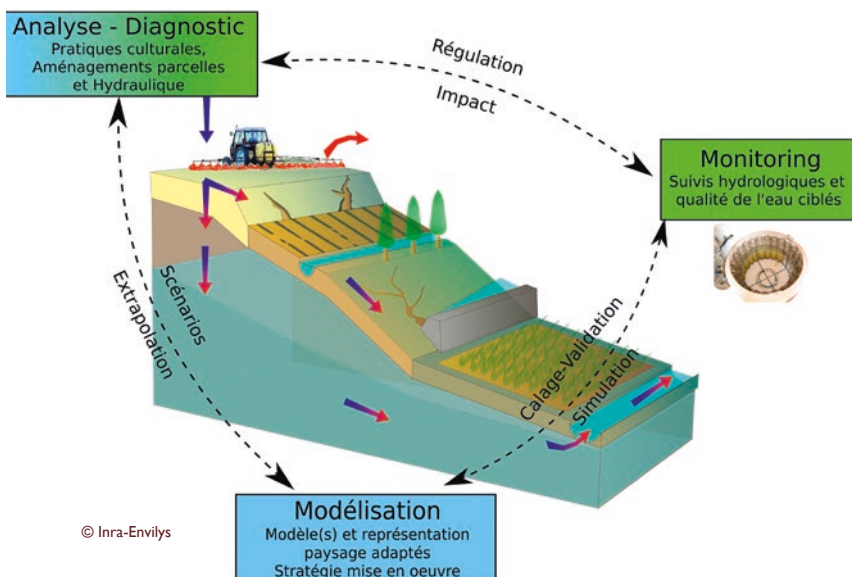 Analyse - Diagnostic
Pratiques culturales,
Aménagements parcelles
et Hydraulique
Régulation
Impact
Monitoring
Suivis hydrologiques et
qualité de l'eau ciblés
Scénarios
Extrapolation
Calage-Validation
Simulation
Modélisation
Modèle(s) et représentation
paysage adaptés
Stratégie mise en oeuvre
© Inra-Envilys